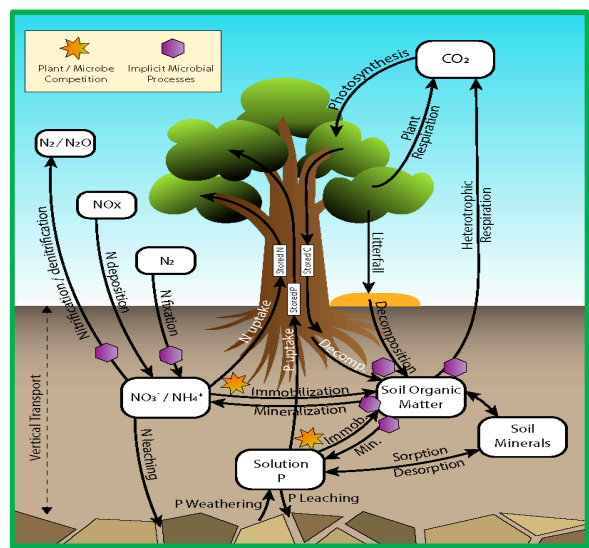 Plant / Microbe
Competition
Implicit Microbial
Processes
CO₂
Photosynthesis
Plant
Respiration
Heterotrophic
Respiration
N₂/N₂O
NOx
N₂
Nitrification / denitrification
N deposition
N fixation
Stored N
Stored C
Stored P
Litterfall
N uptake
P uptake
Decomp.
Decomposition
Vertical Transport
NO₃⁻/ NH₄⁺
Immobilization
Mineralization
Soil Organic
Matter
Immob.
Min.
Soil
Minerals
N leaching
Solution
P
Sorption
Desorption
P Weathering
P Leaching